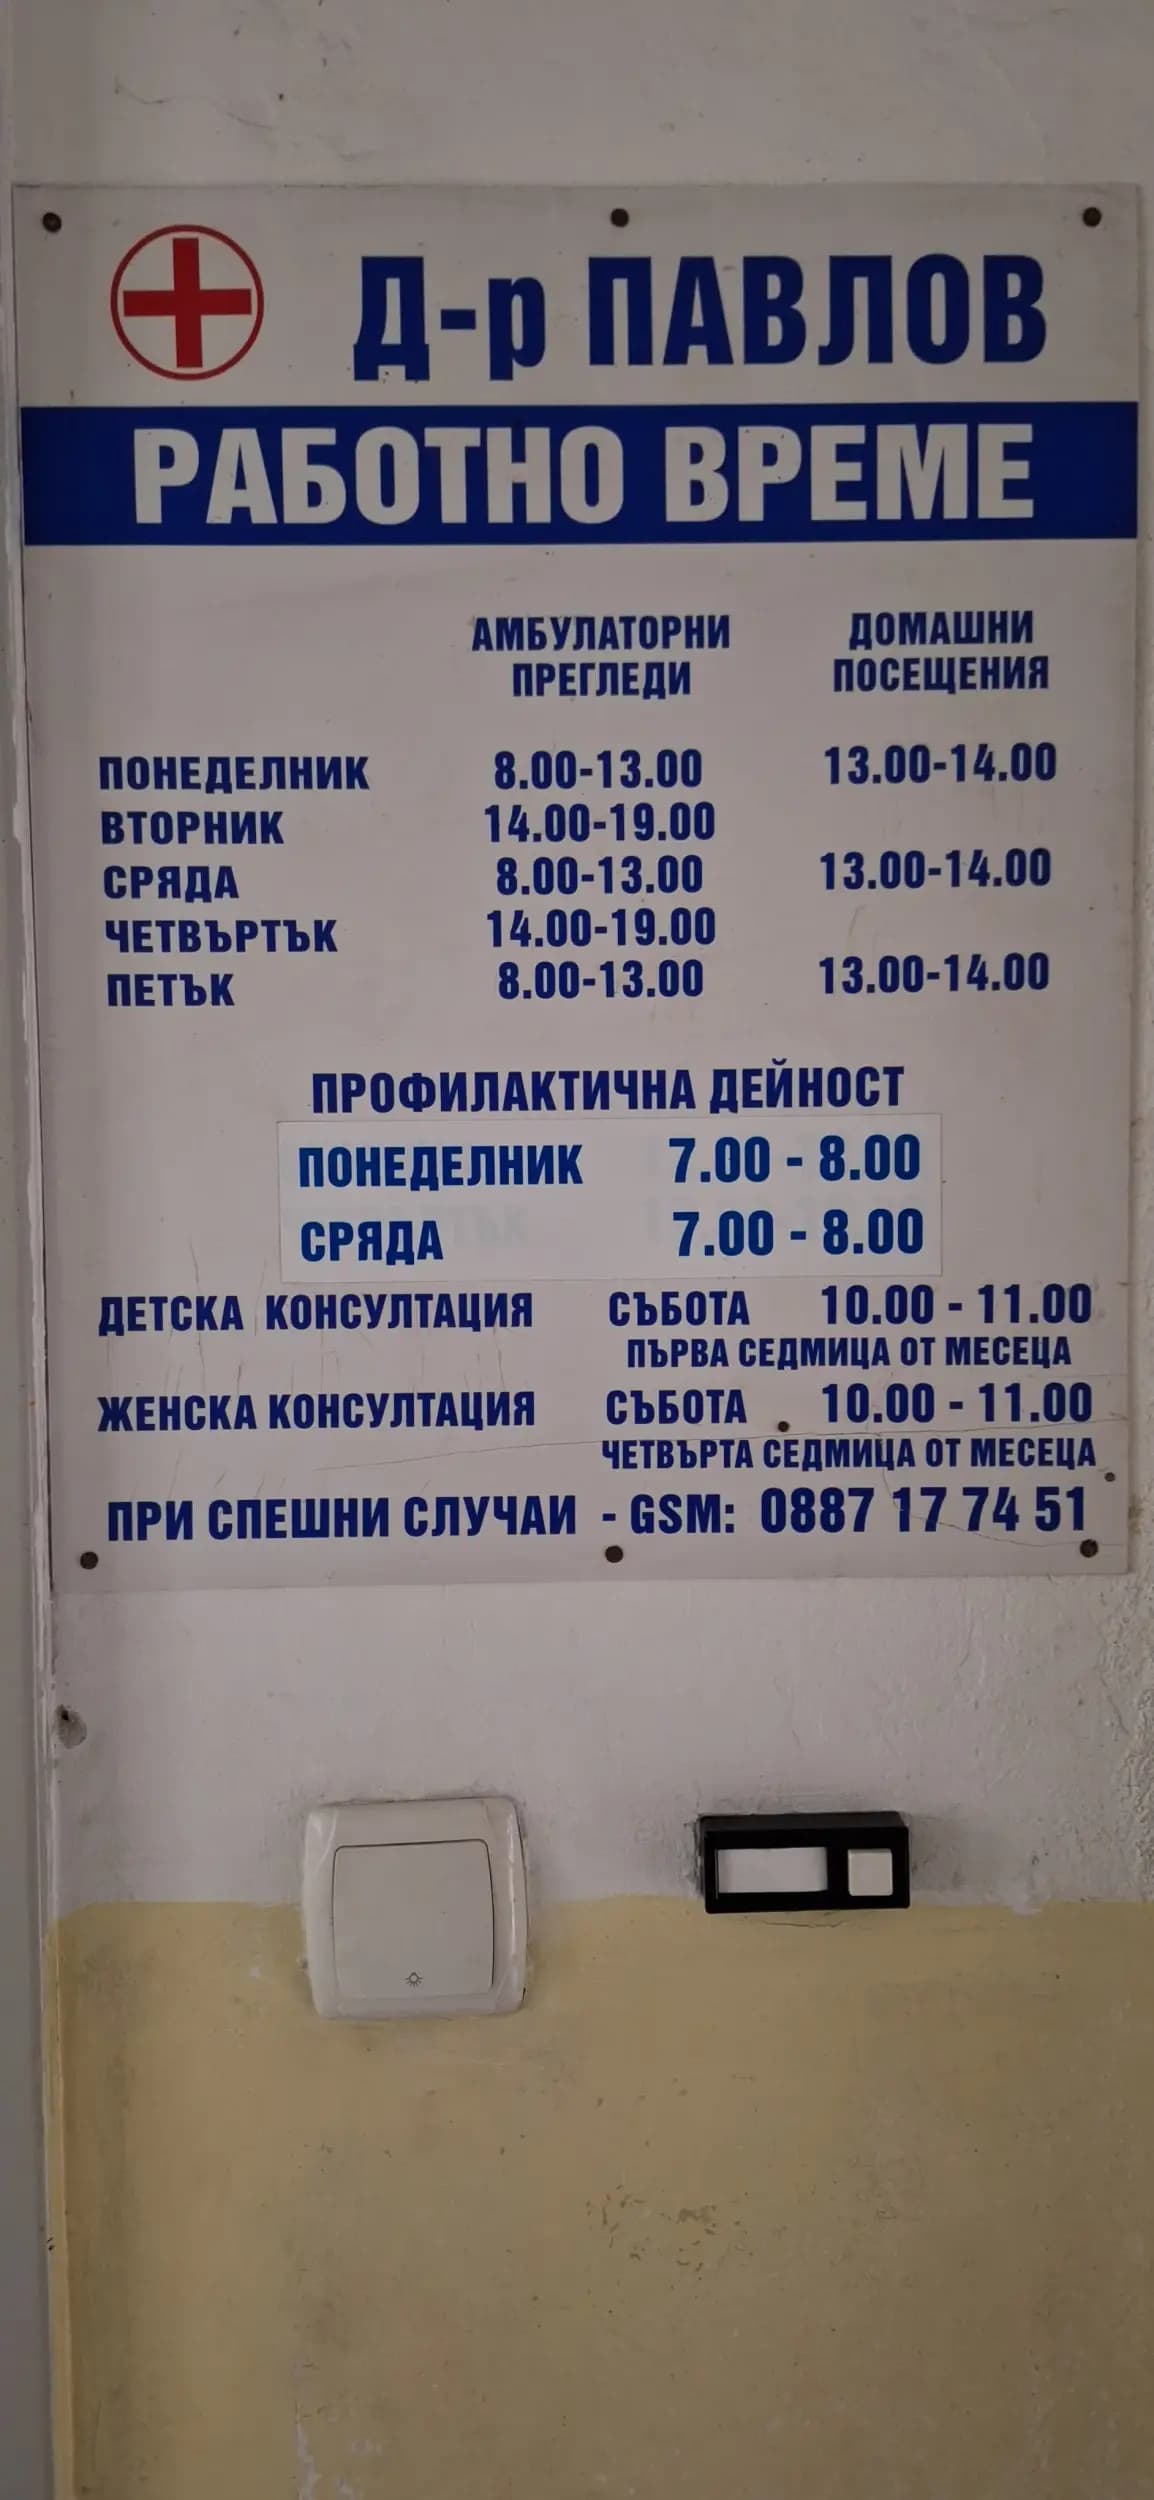 Д-р ПАВЛОВ
РАБОТНО ВРЕМЕ
АМБУЛАТОРНИ ПРЕГЛЕДИ ДОМАШНИ ПОСЕЩЕНИЯ
ПОНЕДЕЛНИК 8.00-13.00 13.00-14.00
ВТОРНИК 14.00-19.00
СРЯДА 8.00-13.00 13.00-14.00
ЧЕТВЪРТЪК 14.00-19.00
ПЕТЪК 8.00-13.00 13.00-14.00
ПРОФИЛАКТИЧНА ДЕЙНОСТ
ПОНЕДЕЛНИК 7.00 - 8.00
СРЯДА 7.00 - 8.00
ДЕТСКА КОНСУЛТАЦИЯ СЪБОТА 10.00 - 11.00
ПЪРВА СЕДМИЦА ОТ МЕСЕЦА
ЖЕНСКА КОНСУЛТАЦИЯ СЪБОТА 10.00 - 11.00
ЧЕТВЪРТА СЕДМИЦА ОТ МЕСЕЦА
ПРИ СПЕШНИ СЛУЧАИ - GSM: 0887 17 74 51